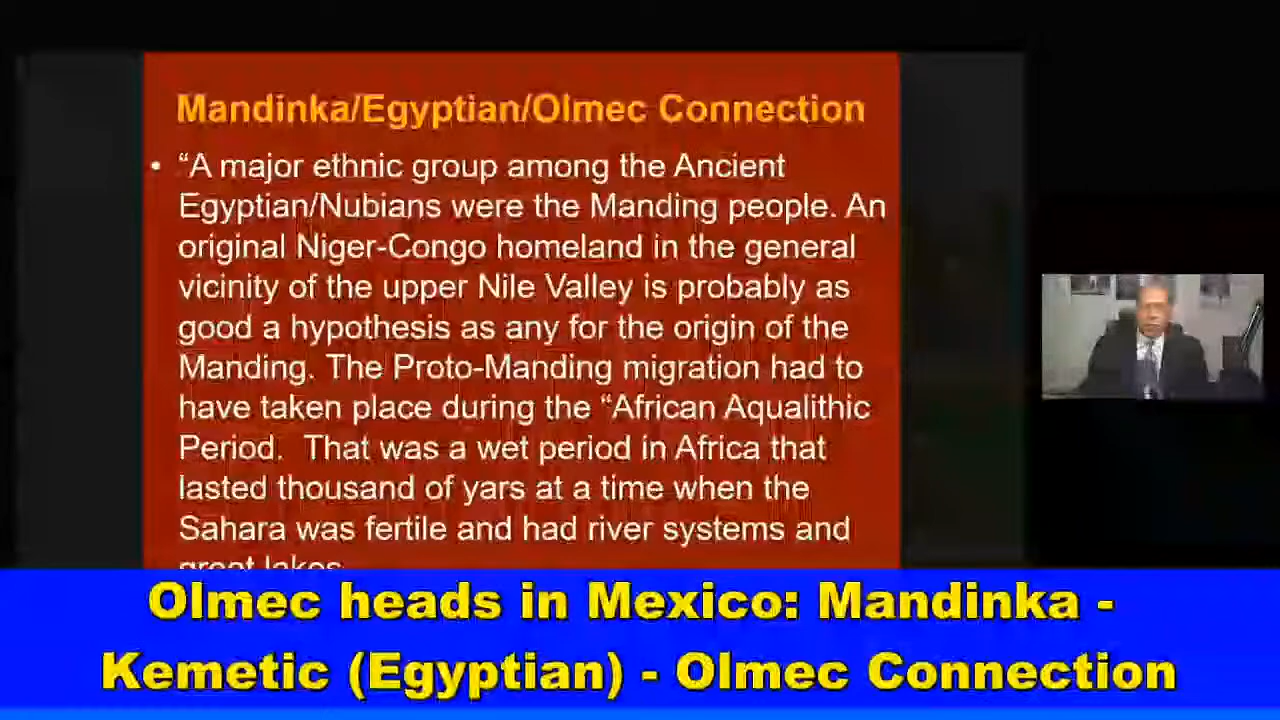 Mandinka/Egyptian/Olmec Connection
• “A major ethnic group among the Ancient
Egyptian/Nubians were the Manding people. An
original Niger-Congo homeland in the general
vicinity of the upper Nile Valley is probably as
good a hypothesis as any for the origin of the
Manding. The Proto-Manding migration had to
have taken place during the “African Aqualithic
Period.  That was a wet period in Africa that
lasted thousand of yars at a time when the
Sahara was fertile and had river systems and
great lakes
Olmec heads in Mexico: Mandinka -
Kemetic (Egyptian) - Olmec Connection